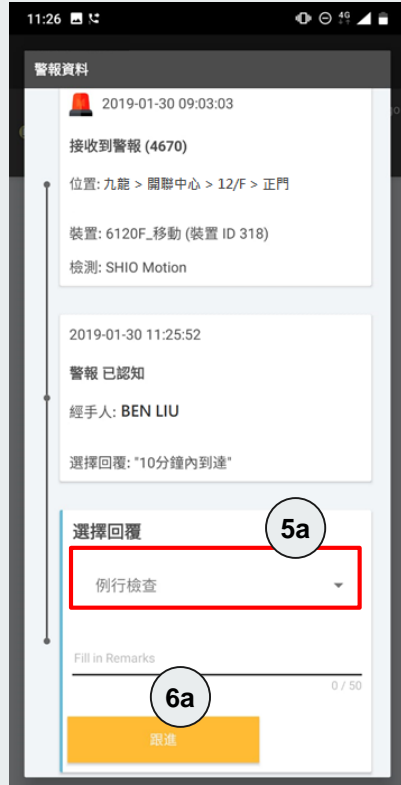 11:26
4G
警報資料
2019-01-30 09:03:03
接收到警報 (4670)
位置: 九龍 > 開聯中心 > 12/F > 正門
裝置: 6120F_移動 (裝置 ID 318)
檢測: SHIO Motion
2019-01-30 11:25:52
警報 已認知
經手人: BEN LIU
選擇回覆: "10分鐘內到達"
選擇回覆
5a
例行檢查
Fill in Remarks
0 / 50
6a
跟進